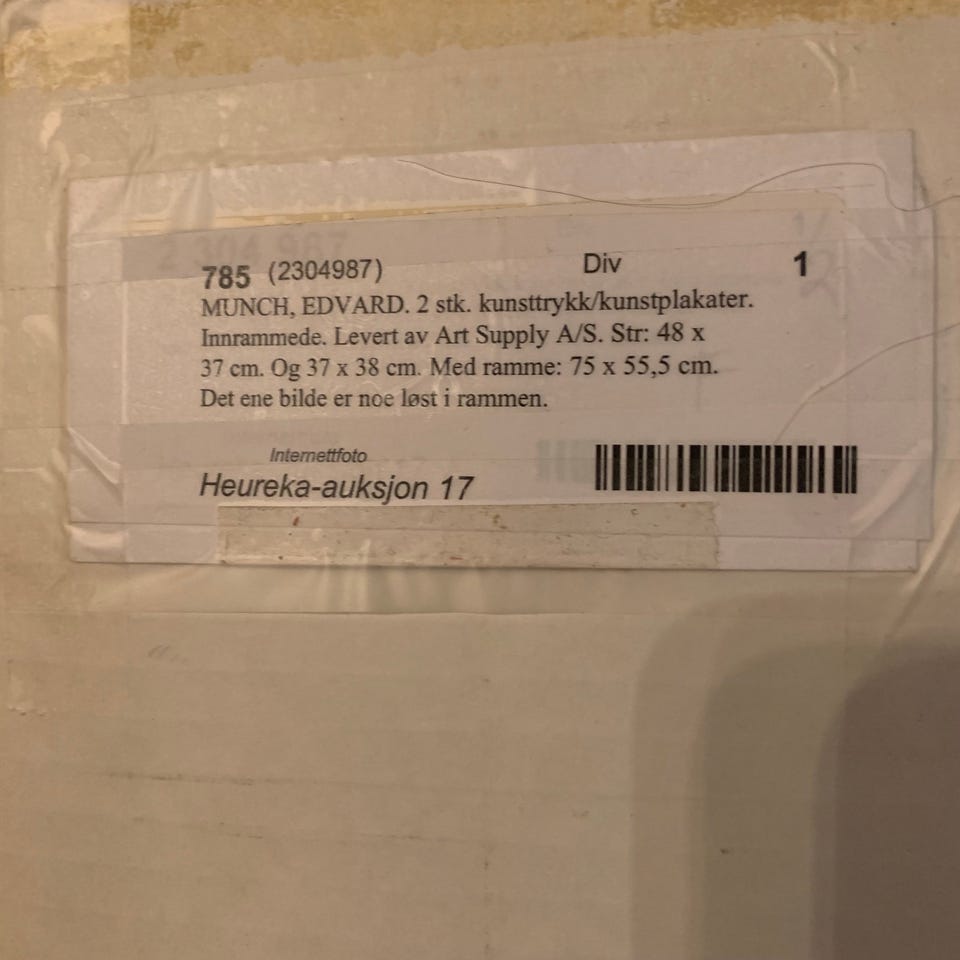 785 (2304987) Div 1
MUNCH, EDVARD. 2 stk. kunsttrykk/kunstplakater.
Innrammede. Levert av Art Supply A/S. Str: 48 x
37 cm. Og 37 x 38 cm. Med ramme: 75 x 55,5 cm.
Det ene bilde er noe løst i rammen.
Internettfoto
Heureka-auksjon 17